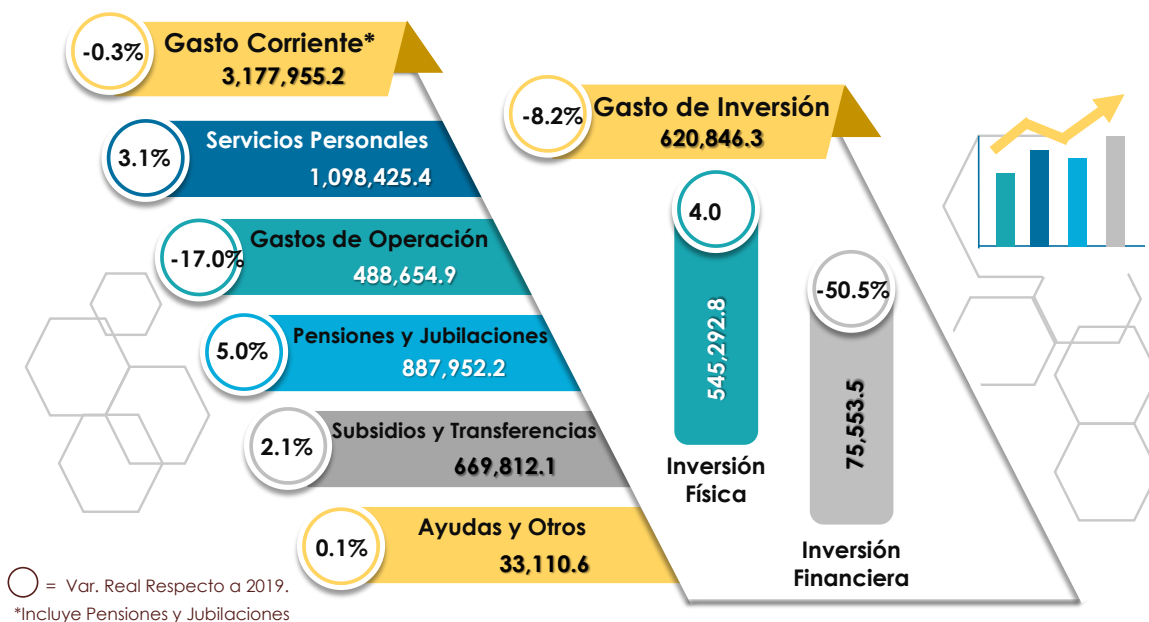 -0.3%
Gasto Corriente*
3,177,955.2
3.1%
Servicios Personales
1,098,425.4
-17.0%
Gastos de Operación
488,654.9
5.0%
Pensiones y Jubilaciones
887,952.2
2.1%
Subsidios y Transferencias
669,812.1
0.1%
Ayudas y Otros
33,110.6
-8.2%
Gasto de Inversión
620,846.3
4.0
545,292.8
Inversión
Física
-50.5%
75,553.5
Inversión
Financiera
= Var. Real Respecto a 2019.
*Incluye Pensiones y Jubilaciones